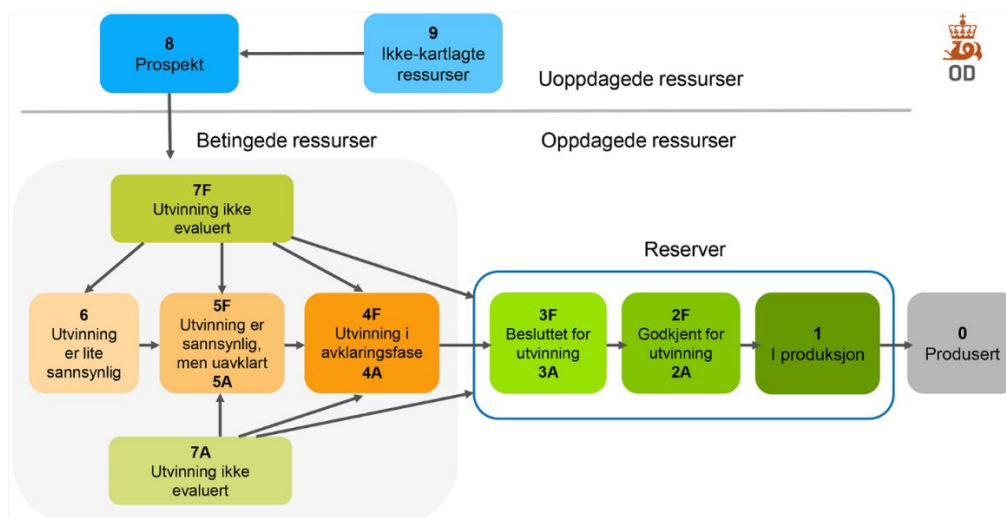 8
Prospekt
9
Ikke-kartlagte
ressurser
Uoppdagede ressurser
OD
Betingede ressurser
Oppdagede ressurser
7F
Utvinning ikke
evaluert
Reserver
6
Utvinning
er lite
sannsynlig
5F
Utvinning er
sannsynlig,
men uavklart
5A
4F
Utvinning i
avklaringsfase
4A
3F
Besluttet for
utvinning
3A
2F
Godkjent for
utvinning
2A
1
I produksjon
0
Produsert
7A
Utvinning ikke
evaluert